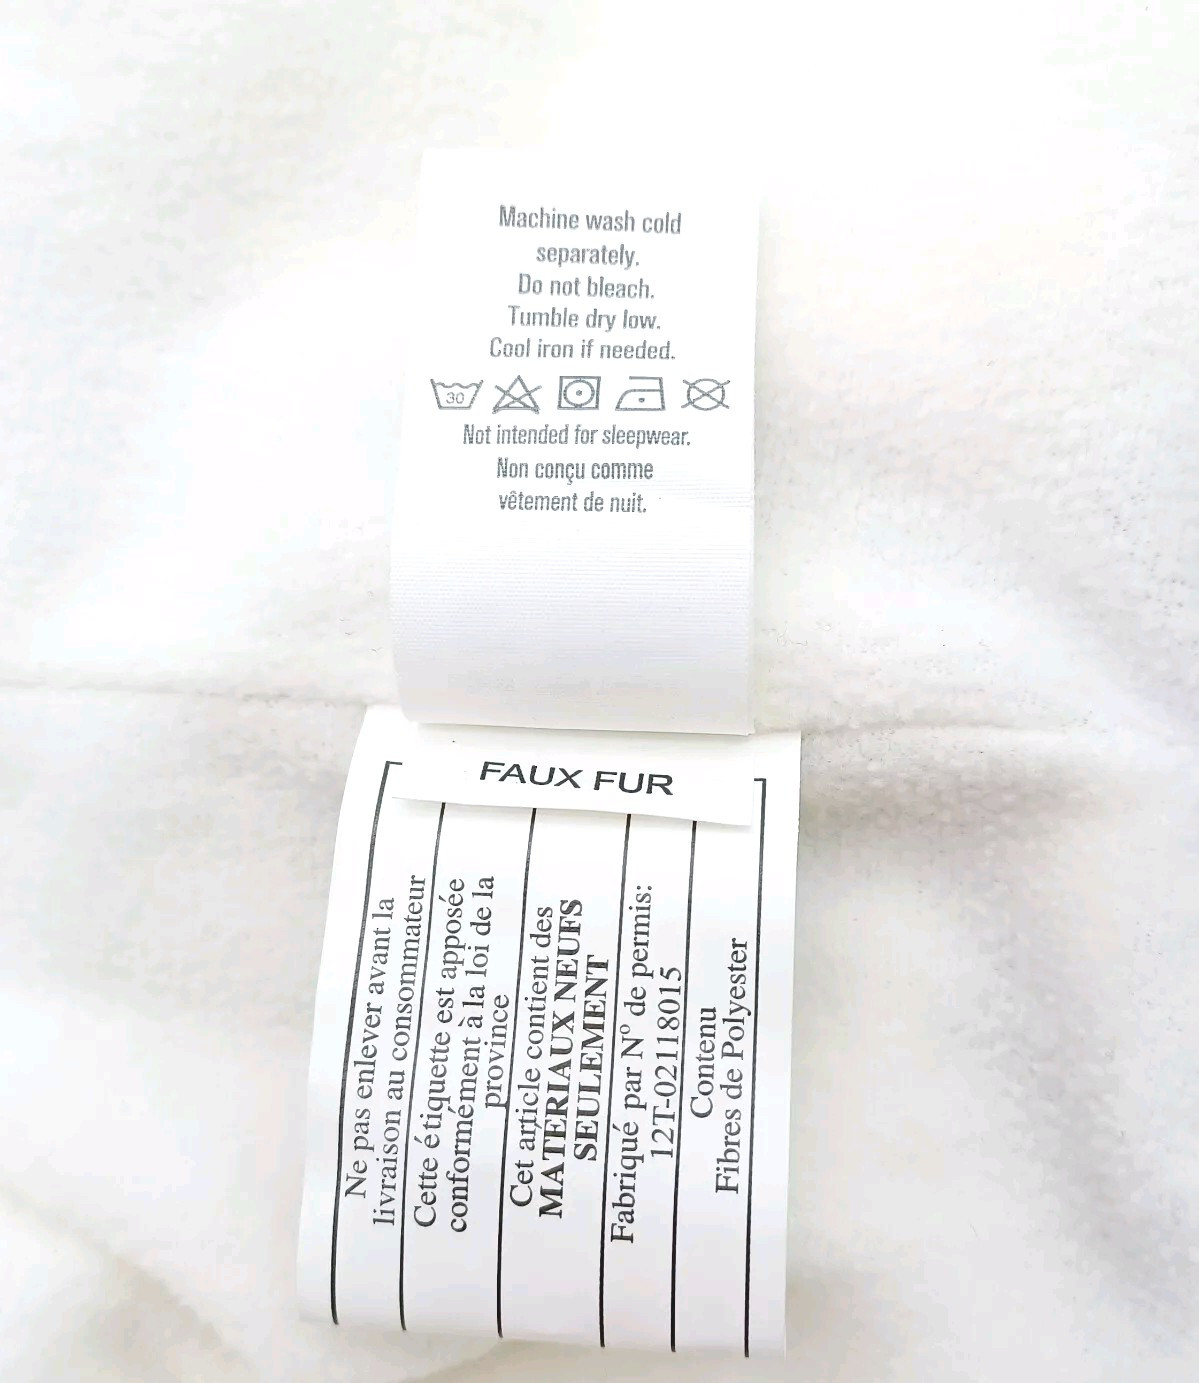 Machine wash cold
separately.
Do not bleach.
Tumble dry low.
Cool iron if needed.
30
Not intended for sleepwear.
Non conçu comme
vêtement de nuit.
FAUX FUR
Ne pas enlever avant la
livraison au consommateur
Cette étiquette est apposée
conformément à la loi de la
province
Cet article contient des
MATERIAUX NEUFS
SEULEMENT
Fabriqué par Nº de permis:
12T-02118015
Contenu
Fibres de Polyester